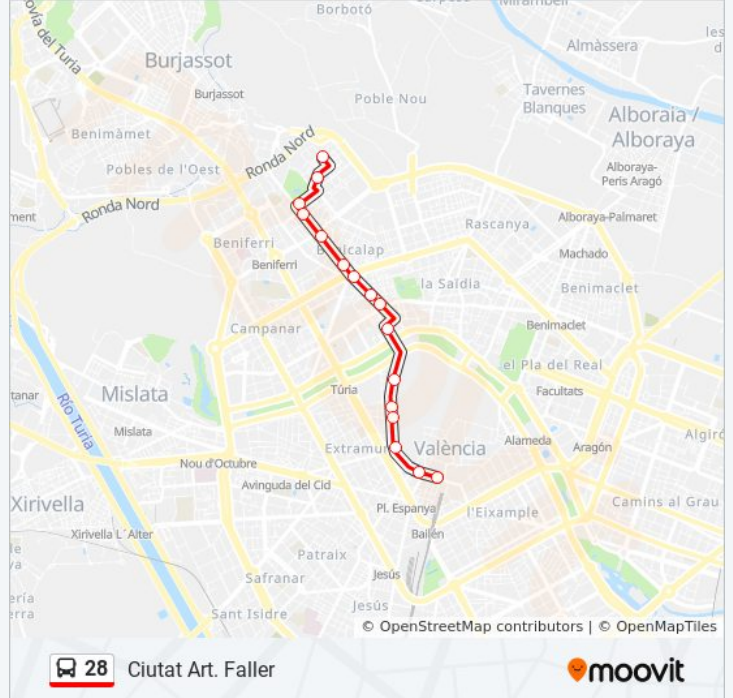 Borbotó
Mirambell
Almàssera
Burjassot
Burjassot
Poble Nou
Tavernes
Blanques
Alboraia /
Alboraya
Benimàmet
Ronda Nord
Pobles de l'Oest
Alboraya-
Peris Aragó
Ronda Nord
Rascanya
Alboraya-Palmaret
Beniferri
Machado
Beniferri
la Saïdia
Benimaclet
Campanar
Benimaclet
el Pla del Real
Mislata
Túria
Facultats
Río Turia
Mislata
València
Alameda
Aragón
Nou d'Octubre
Avinguda del Cid
Xirivella
Pl. Espanya
l'Eixample
Camins al Grau
Xirivella L´Alter
Bailén
Patraix
Jesús
Safranar
Jesús
Sant Isidre
© OpenStreetMap contributors | © OpenMapTiles
28 Ciutat Art. Faller
moovit